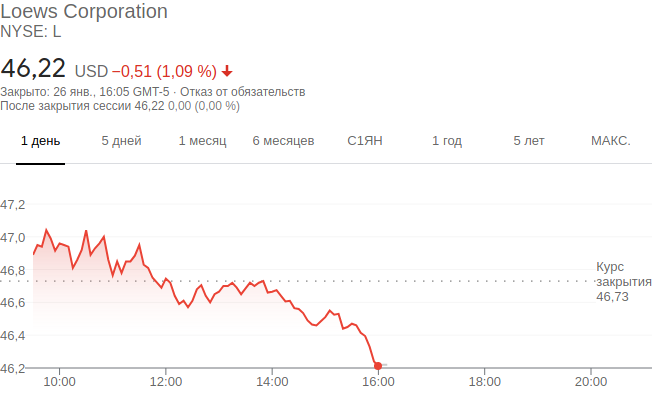 Loews Corporation
NYSE: L
46,22 USD −0,51 (1,09 %)
Закрыто: 26 янв., 16:05 GMT-5 · Отказ от обязательств
После закрытия сессии 46,22 0,00 (0,00 %)
1 день 5 дней 1 месяц 6 месяцев С1ЯН 1 год 5 лет МАКС.
47,2
47,0
46,8
Курс
закрытия
46,73
46,6
46,4
46,2
10:00 12:00 14:00 16:00 18:00 20:00